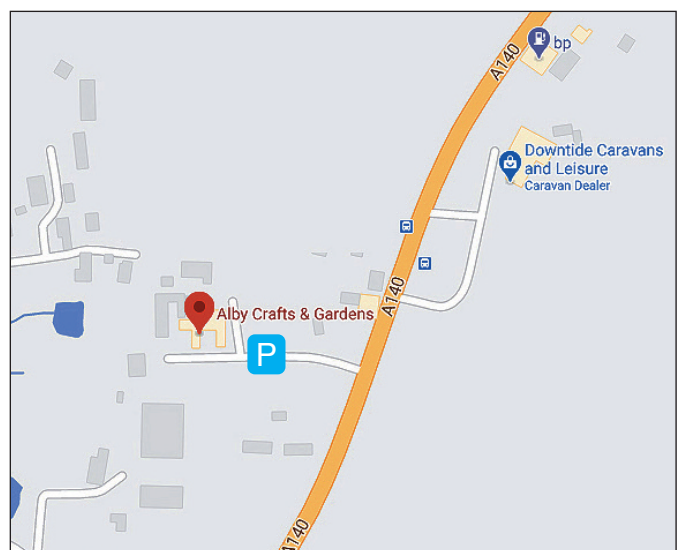 A140
bp
Downtide Caravans
and Leisure
Caravan Dealer
A140
Alby Crafts & Gardens
P
A140